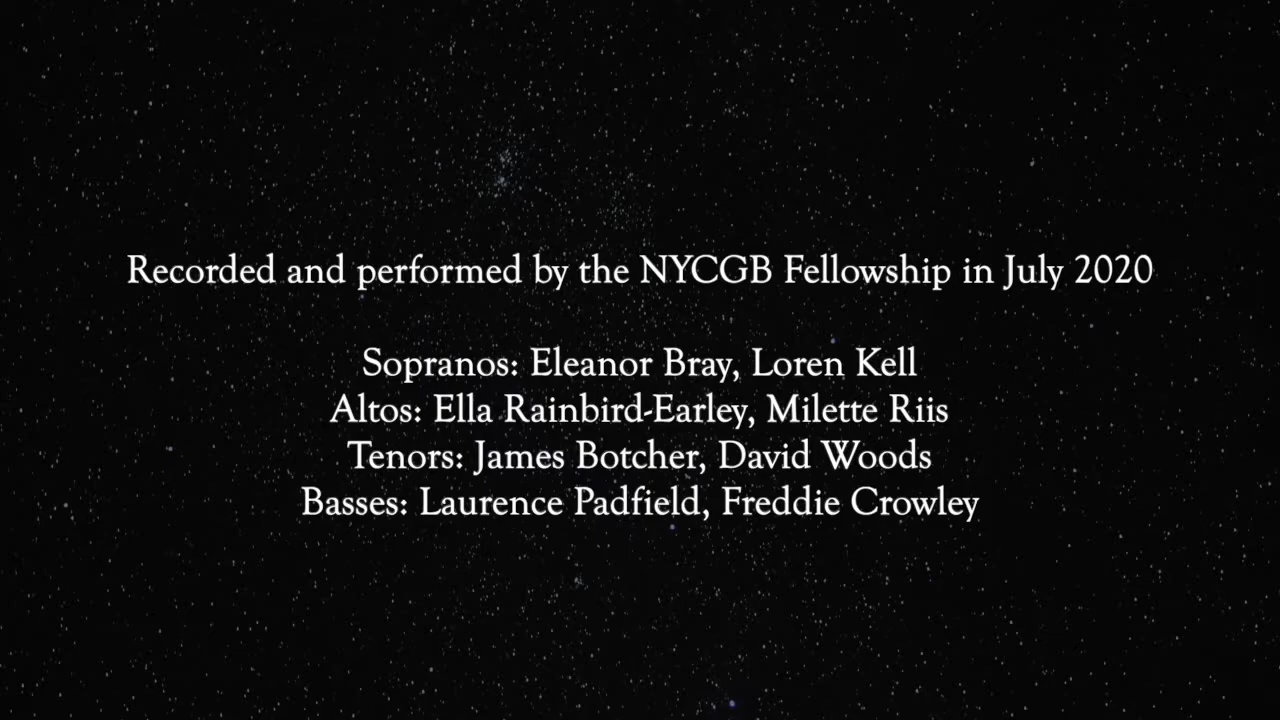 Recorded and performed by the NYCGB Fellowship in July 2020
Sopranos: Eleanor Bray, Loren Kell
Altos: Ella Rainbird-Earley, Milette Riis
Tenors: James Botcher, David Woods
Basses: Laurence Padfield, Freddie Crowley